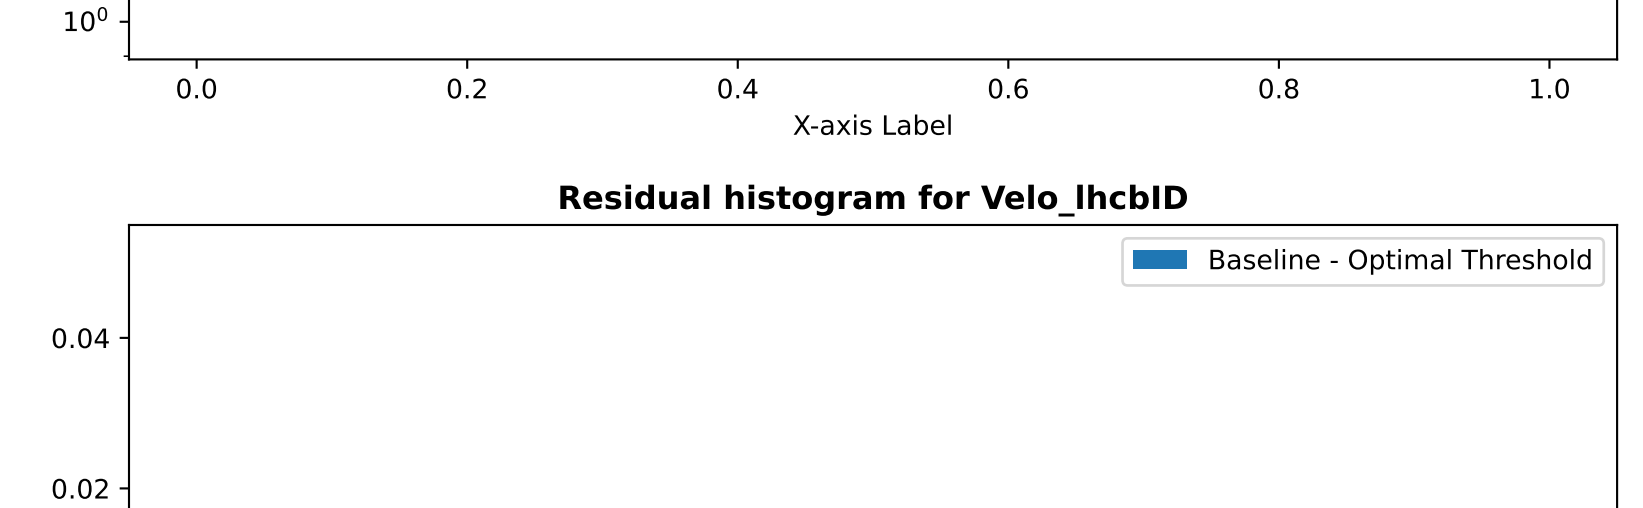 10⁰
0.0 0.2 0.4 0.6 0.8 1.0
X-axis Label
Residual histogram for Velo_lhcbID
Baseline - Optimal Threshold
0.04
0.02